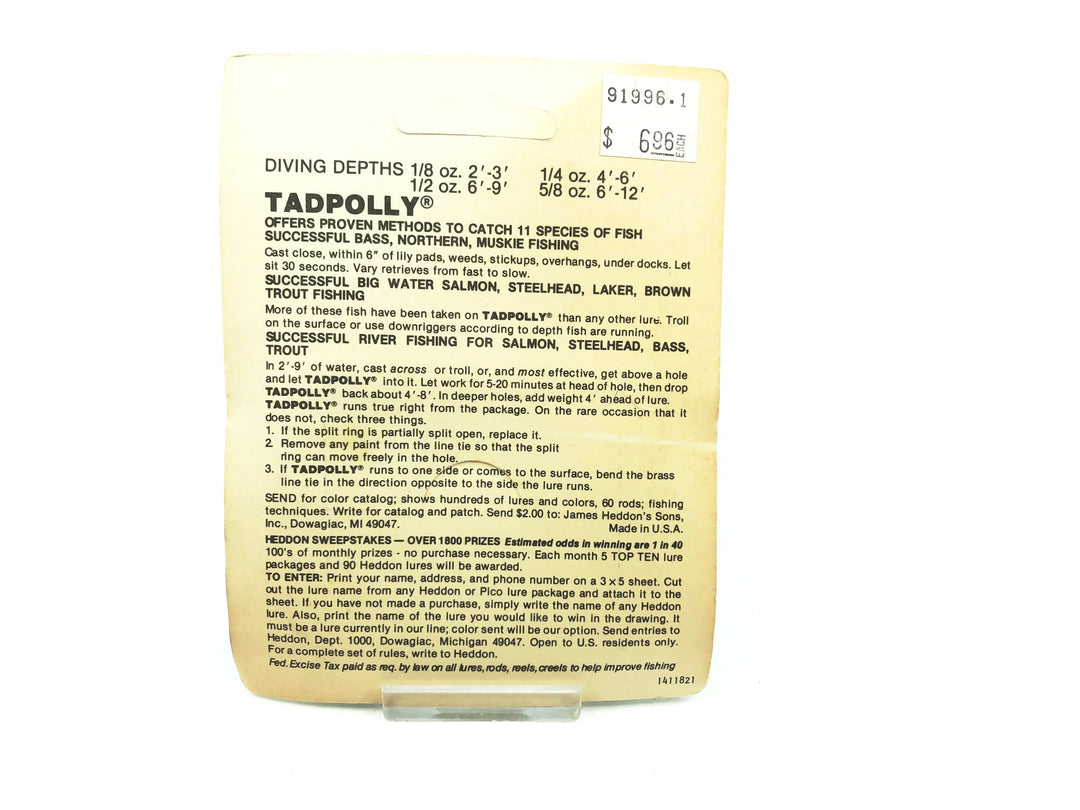 91996.1
$ 6.96 EACH
DIVING DEPTHS 1/8 oz. 2'-3' 1/4 oz. 4'-6'
1/2 oz. 6'-9' 5/8 oz. 6'-12'
TADPOLLY®
OFFERS PROVEN METHODS TO CATCH 11 SPECIES OF FISH
SUCCESSFUL BASS, NORTHERN, MUSKIE FISHING
Cast close, within 6" of lily pads, weeds, stickups, overhangs, under docks. Let
sit 30 seconds. Vary retrieves from fast to slow.
SUCCESSFUL BIG WATER SALMON, STEELHEAD, LAKER, BROWN
TROUT FISHING
More of these fish have been taken on TADPOLLY® than any other lure. Troll
on the surface or use downriggers according to depth fish are running.
SUCCESSFUL RIVER FISHING FOR SALMON, STEELHEAD, BASS,
TROUT
In 2'-9' of water, cast across or troll, or, and most effective, get above a hole
and let TADPOLLY® into it. Let work for 5-20 minutes at head of hole, then drop
TADPOLLY® back about 4'-8'. In deeper holes, add weight 4' ahead of lure.
TADPOLLY® runs true right from the package. On the rare occasion that it
does not, check three things.
1. If the split ring is partially split open, replace it.
2. Remove any paint from the line tie so that the split
ring can move freely in the hole.
3. If TADPOLLY® runs to one side or comes to the surface, bend the brass
line tie in the direction opposite to the side the lure runs.
SEND for color catalog; shows hundreds of lures and colors, 60 rods; fishing
techniques. Write for catalog and patch. Send $2.00 to: James Heddon's Sons,
Inc., Dowagiac, MI 49047. Made in U.S.A.
HEDDON SWEEPSTAKES — OVER 1800 PRIZES Estimated odds in winning are 1 in 40
100's of monthly prizes - no purchase necessary. Each month 5 TOP TEN lure
packages and 90 Heddon lures will be awarded.
TO ENTER: Print your name, address, and phone number on a 3 x 5 sheet. Cut
out the lure name from any Heddon or Pico lure package and attach it to the
sheet. If you have not made a purchase, simply write the name of any Heddon
lure. Also, print the name of the lure you would like to win in the drawing. It
must be a lure currently in our line; color sent will be our option. Send entries to
Heddon, Dept. 1000, Dowagiac, Michigan 49047. Open to U.S. residents only.
For a complete set of rules, write to Heddon.
Fed. Excise Tax paid as req. by law on all lures, rods, reels, creels to help improve fishing
1411821